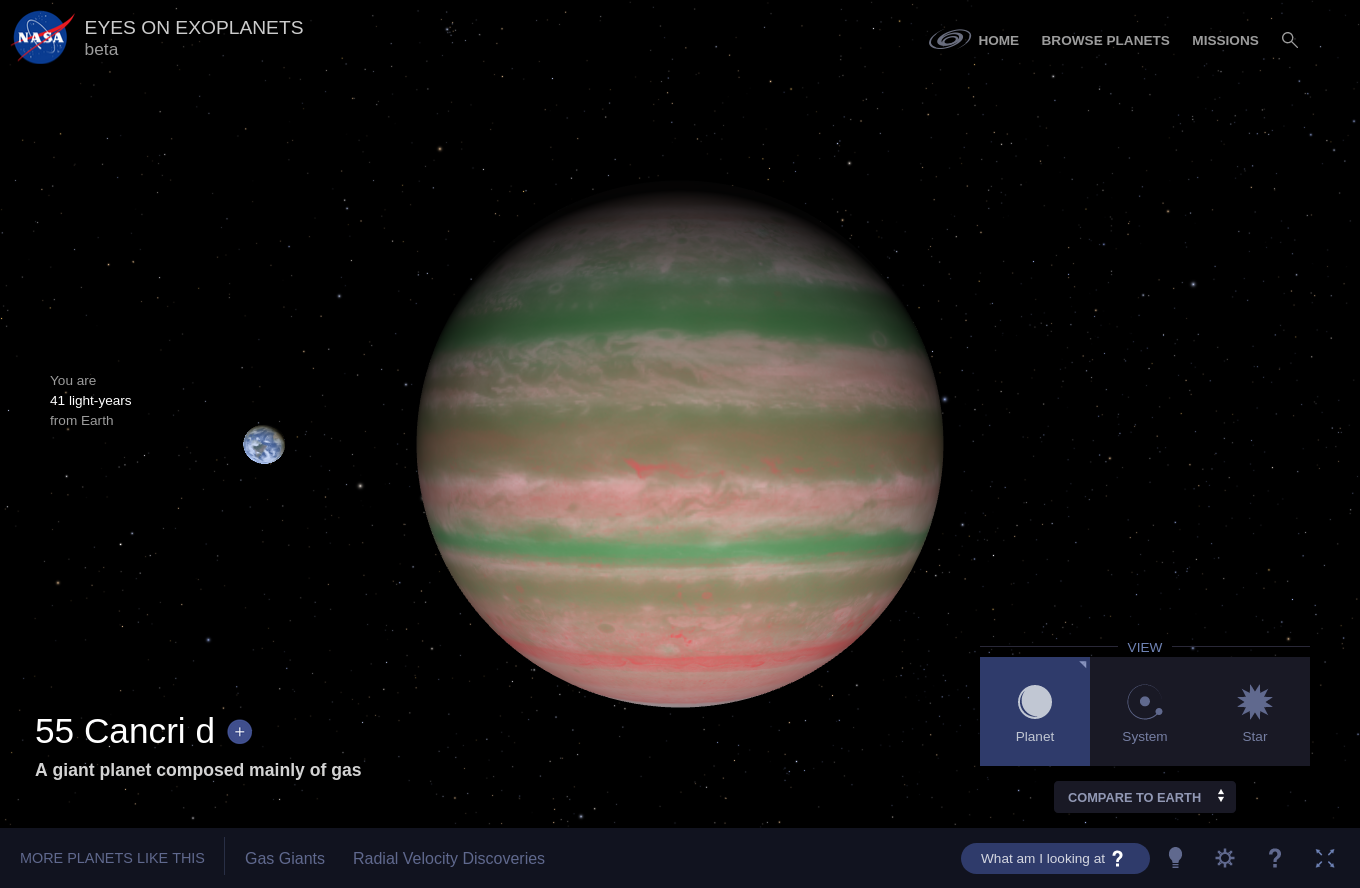 NASA
EYES ON EXOPLANETS
beta
HOME
BROWSE PLANETS
MISSIONS
You are
41 light-years
from Earth
VIEW
Planet
System
Star
55 Cancri d +
A giant planet composed mainly of gas
COMPARE TO EARTH
MORE PLANETS LIKE THIS
Gas Giants
Radial Velocity Discoveries
What am I looking at ?
?